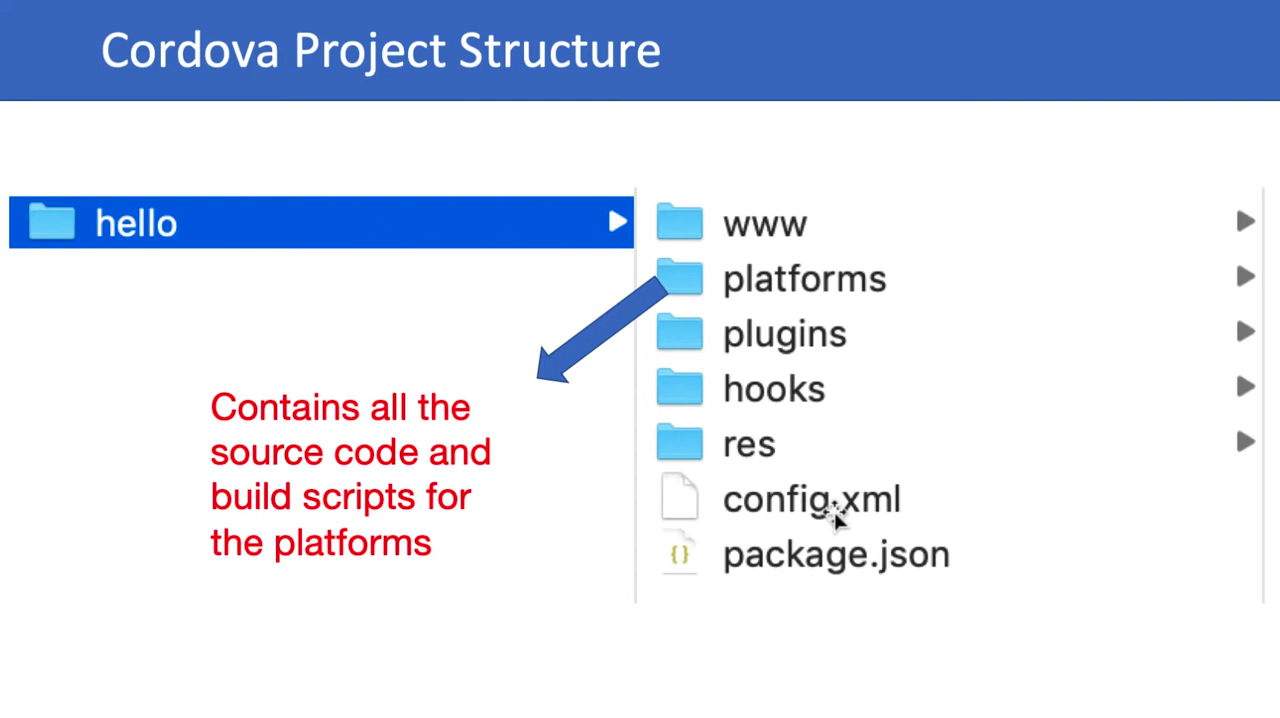 Cordova Project Structure
hello
www
platforms
plugins
hooks
res
config.xml
package.json
Contains all the
source code and
build scripts for
the platforms